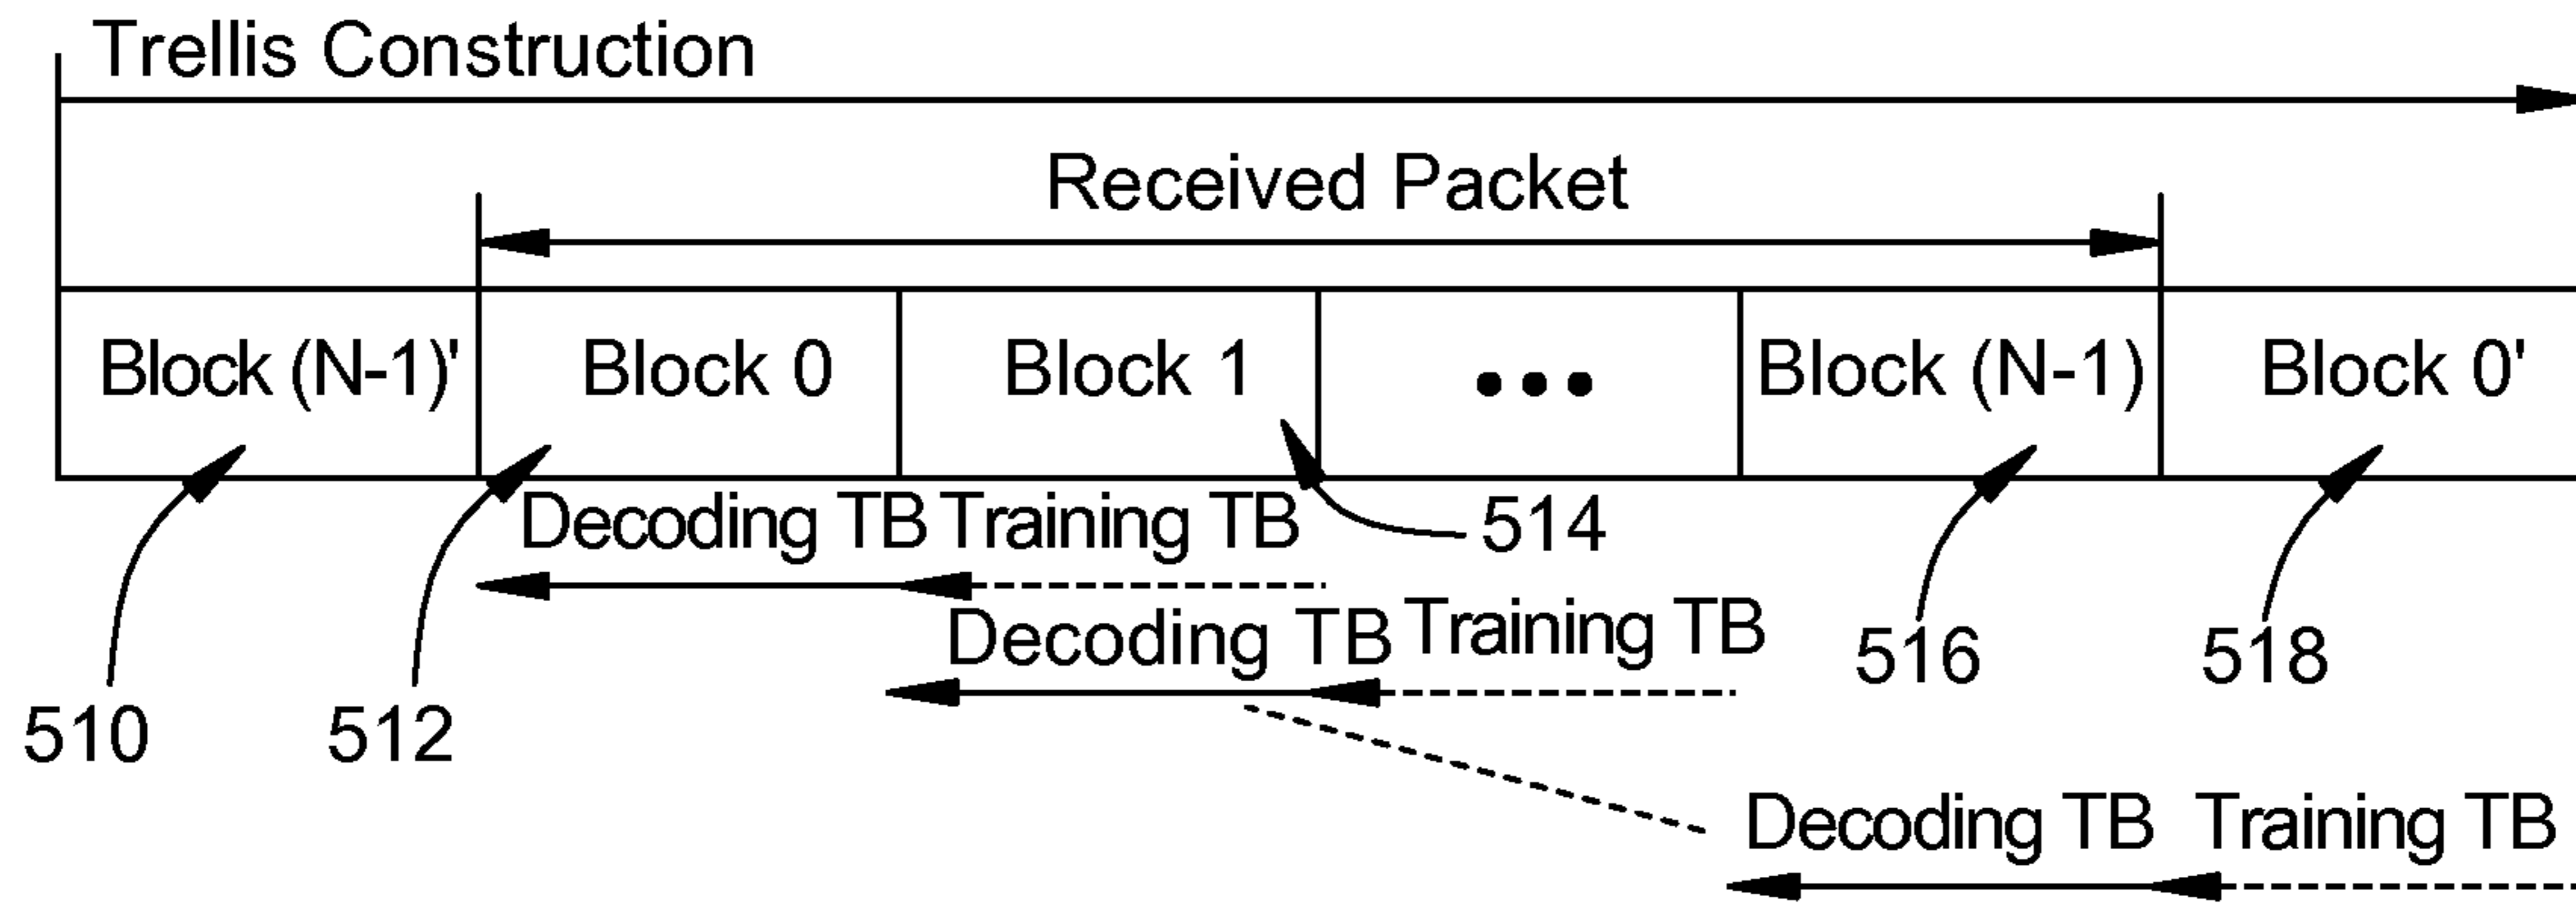 Trellis Construction
Received Packet
Block (N-1)' Block 0 Block 1 ••• Block (N-1) Block 0'
Decoding TB Training TB 514
Decoding TB Training TB 516 518
510 512
Decoding TB Training TB